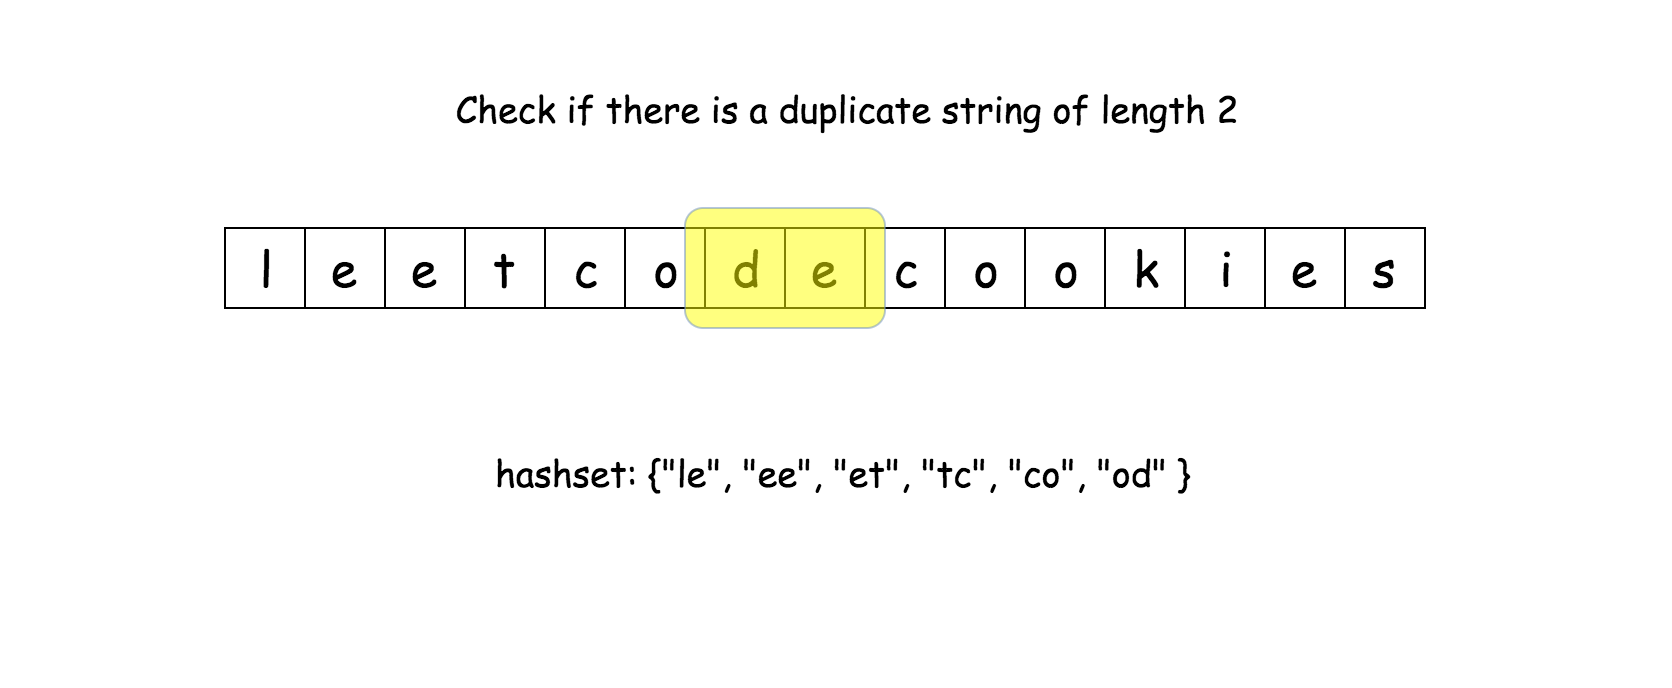 Check if there is a duplicate string of length 2
l e e t c o d e c o o k i e s
hashset: {"le", "ee", "et", "tc", "co", "od" }